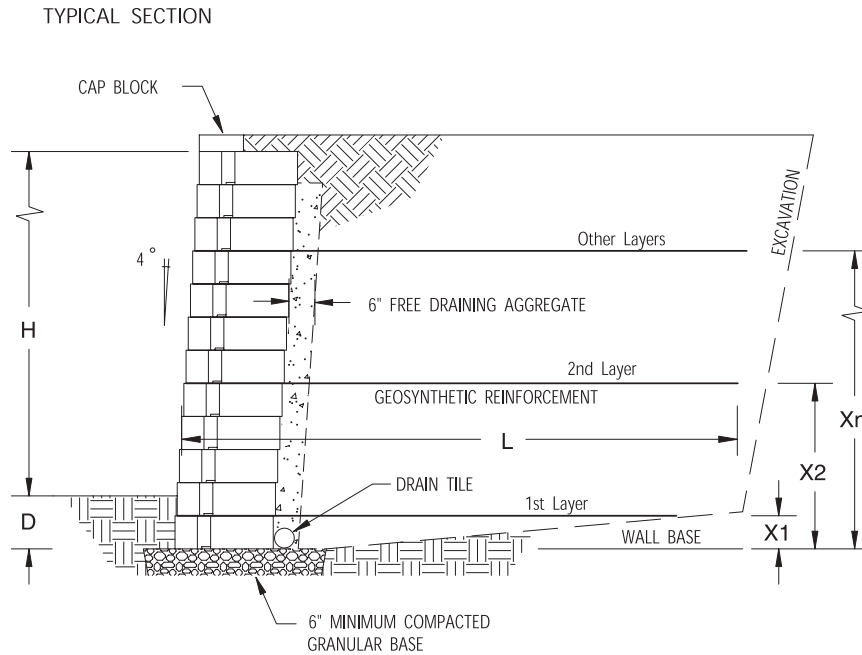 TYPICAL SECTION
CAP BLOCK
EXCAVATION
Other Layers
4°
6" FREE DRAINING AGGREGATE
H
2nd Layer
GEOSYNTHETIC REINFORCEMENT
Xn
L
X2
DRAIN TILE
1st Layer
D
X1
WALL BASE
6" MINIMUM COMPACTED
GRANULAR BASE